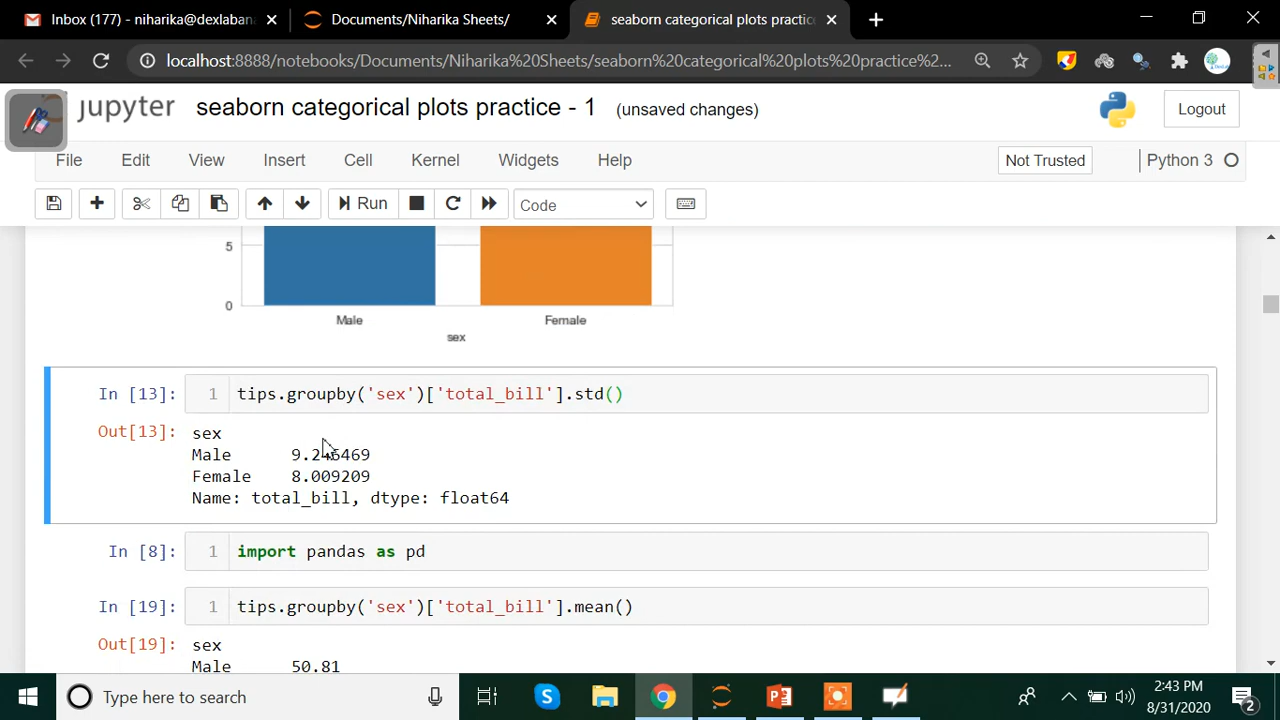 Inbox (177) - niharika@dexlabana
Documents/Niharika Sheets/
seaborn categorical plots practic
localhost:8888/notebooks/Documents/Niharika%20Sheets/seaborn%20categorical%20plots%20practice%2...
jupyter seaborn categorical plots practice - 1 (unsaved changes)
Logout
File Edit View Insert Cell Kernel Widgets Help
Not Trusted
Python 3
Run
Code
5
0
Male Female
sex
In [13]: 1 tips.groupby('sex')['total_bill'].std()
Out[13]: sex
Male 9.246469
Female 8.009209
Name: total_bill, dtype: float64
In [8]: 1 import pandas as pd
In [19]: 1 tips.groupby('sex')['total_bill'].mean()
Out[19]: sex
Male 50.81
Type here to search
2:43 PM
8/31/2020
2